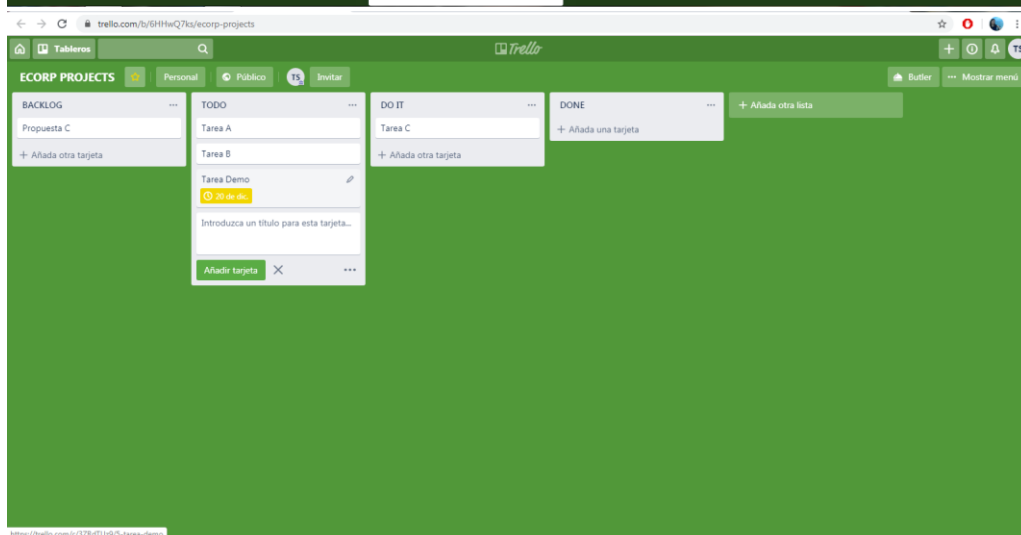 trello.com/b/6HHwQ7ks/ecorp-projects
Tableros
Trello
TS
ECORP PROJECTS
Personal
Público
TS
Invitar
Butler
Mostrar menú
BACKLOG
Propuesta C
+ Añada otra tarjeta
TODO
Tarea A
Tarea B
Tarea Demo
20 de dic.
Introduzca un título para esta tarjeta...
Añadir tarjeta
DO IT
Tarea C
+ Añada otra tarjeta
DONE
+ Añada una tarjeta
+ Añada otra lista